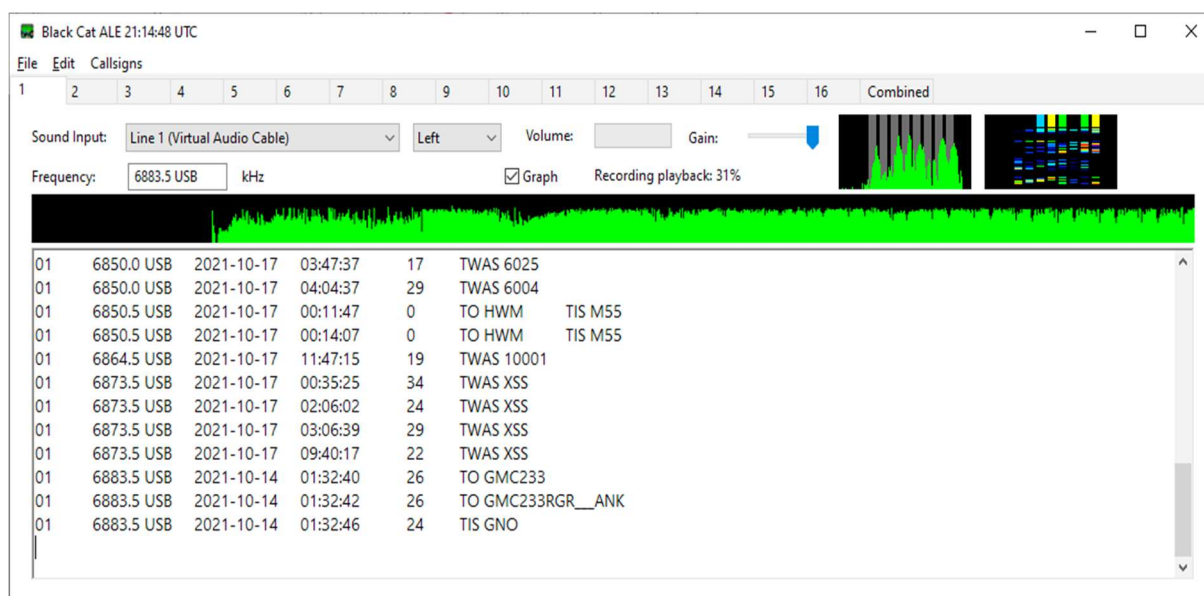 Black Cat ALE 21:14:48 UTC
File Edit Callsigns
1 2 3 4 5 6 7 8 9 10 11 12 13 14 15 16 Combined
Sound Input: Line 1 (Virtual Audio Cable) Left Volume: Gain:
Frequency: 6883.5 USB kHz Graph Recording playback: 31%
01 6850.0 USB 2021-10-17 03:47:37 17 TWAS 6025
01 6850.0 USB 2021-10-17 04:04:37 29 TWAS 6004
01 6850.5 USB 2021-10-17 00:11:47 0 TO HWM TIS M55
01 6850.5 USB 2021-10-17 00:14:07 0 TO HWM TIS M55
01 6864.5 USB 2021-10-17 11:47:15 19 TWAS 10001
01 6873.5 USB 2021-10-17 00:35:25 34 TWAS XSS
01 6873.5 USB 2021-10-17 02:06:02 24 TWAS XSS
01 6873.5 USB 2021-10-17 03:06:39 29 TWAS XSS
01 6873.5 USB 2021-10-17 09:40:17 22 TWAS XSS
01 6883.5 USB 2021-10-14 01:32:40 26 TO GMC233
01 6883.5 USB 2021-10-14 01:32:42 26 TO GMC233RGR___ANK
01 6883.5 USB 2021-10-14 01:32:46 24 TIS GNO